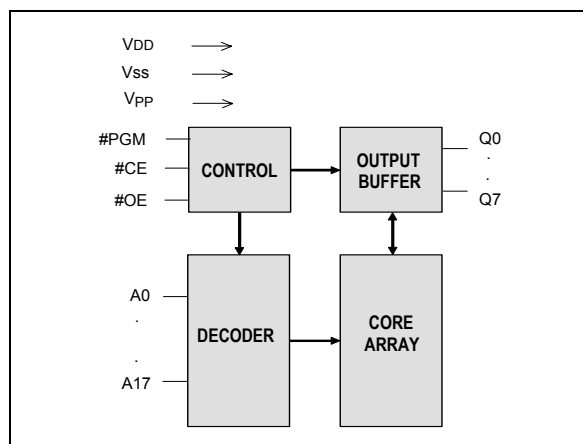 VDD
Vss
VPP
#PGM
#CE
#OE
CONTROL
OUTPUT
BUFFER
Q0
.
.
Q7
A0
.
.
A17
DECODER
CORE
ARRAY